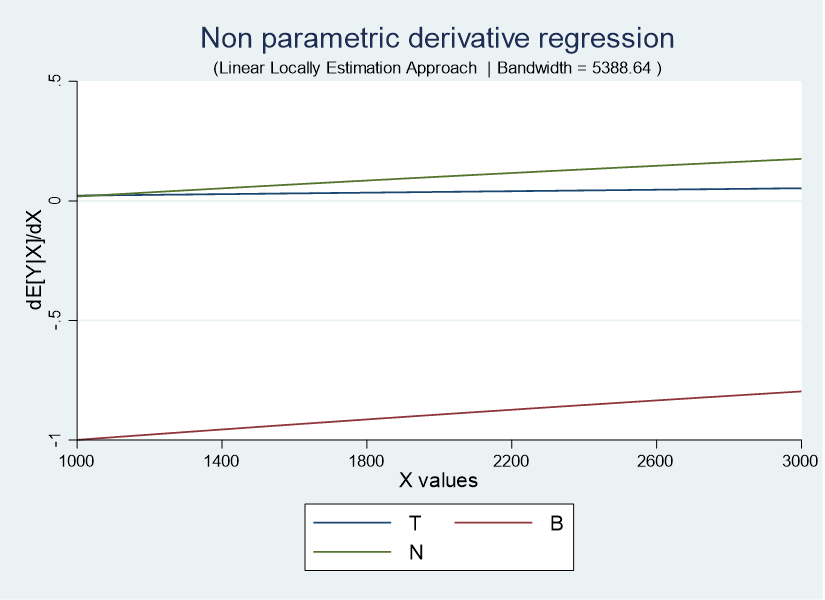 Non parametric derivative regression
(Linear Locally Estimation Approach | Bandwidth = 5388.64 )
dE[Y|X]/dX
.5
0
-.5
-1
1000 1400 1800 2200 2600 3000
X values
T B
N